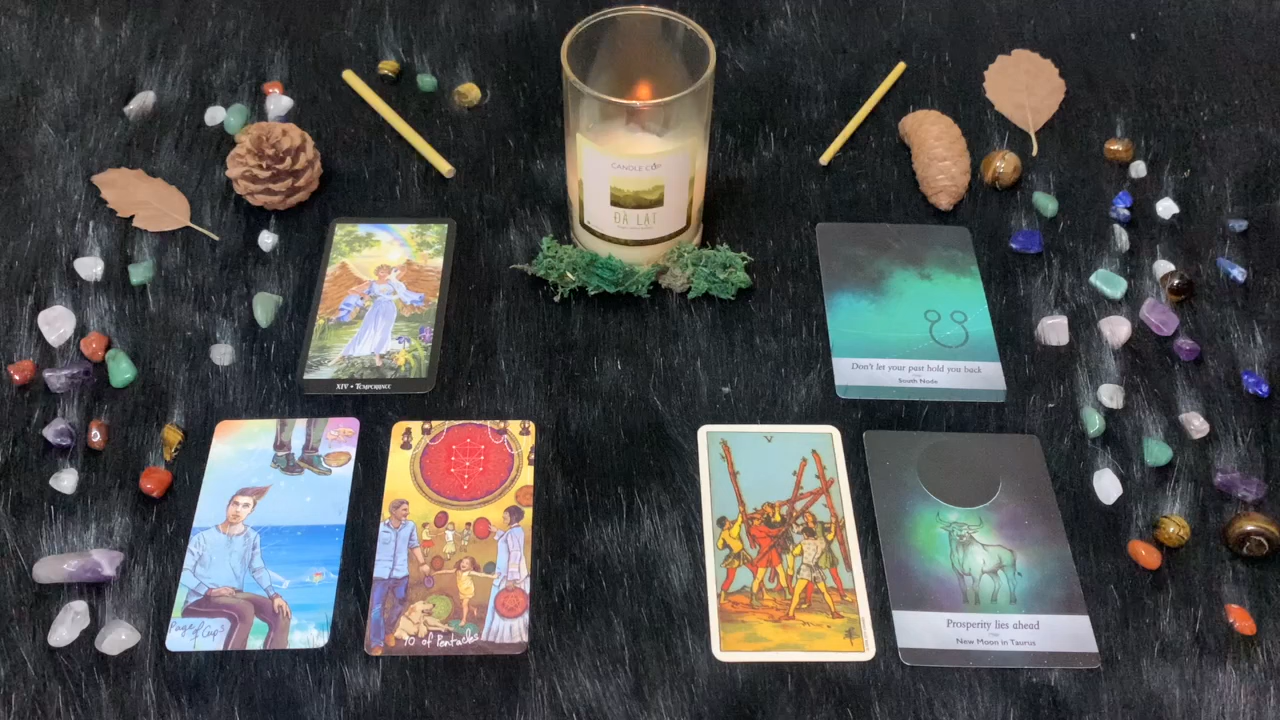 CANDLE CUP
ĐÀ LẠT
XIV • TEMPERANCE
Don't let your past hold you back
South Node
Page of Cups
10 of Pentacles
V
Prosperity lies ahead
New Moon in Taurus